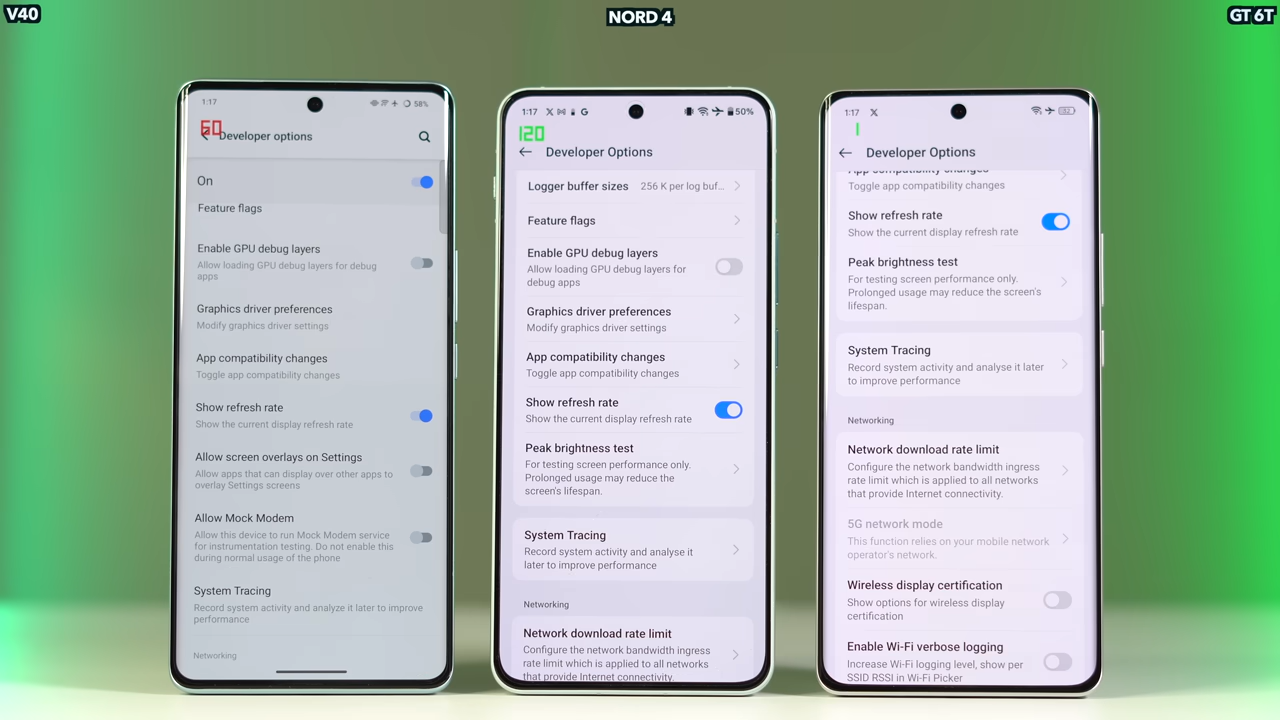 V40
NORD 4
GT 6T
1:17
58%
60
Developer options
On
Feature flags
Enable GPU debug layers
Allow loading GPU debug layers for debug
apps
Graphics driver preferences
Modify graphics driver settings
App compatibility changes
Toggle app compatibility changes
Show refresh rate
Show the current display refresh rate
Allow screen overlays on Settings
Allow apps that can display over other apps to
overlay Settings screens
Allow Mock Modem
Allow this device to run Mock Modem service
for instrumentation testing. Do not enable this
during normal usage of the phone
System Tracing
Record system activity and analyze it later to improve
performance
Networking
1:17 X G
50%
120
Developer Options
Logger buffer sizes 256 K per log buf...
Feature flags
Enable GPU debug layers
Allow loading GPU debug layers for
debug apps
Graphics driver preferences
Modify graphics driver settings
App compatibility changes
Toggle app compatibility changes
Show refresh rate
Show the current display refresh rate
Peak brightness test
For testing screen performance only.
Prolonged usage may reduce the
screen's lifespan.
System Tracing
Record system activity and analyse it
later to improve performance
Networking
Network download rate limit
Configure the network bandwidth ingress
rate limit which is applied to all networks
that provide Internet connectivity.
1:17 X
1
Developer Options
App compatibility changes
Toggle app compatibility changes
Show refresh rate
Show the current display refresh rate
Peak brightness test
For testing screen performance only.
Prolonged usage may reduce the screen's
lifespan.
System Tracing
Record system activity and analyse it later
to improve performance
Networking
Network download rate limit
Configure the network bandwidth ingress
rate limit which is applied to all networks
that provide Internet connectivity.
5G network mode
This function relies on your mobile network
operator's network.
Wireless display certification
Show options for wireless display
certification
Enable Wi-Fi verbose logging
Increase Wi-Fi logging level, show per
SSID RSSI in Wi-Fi Picker